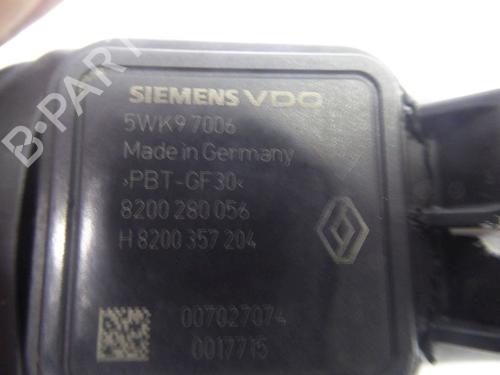 SIEMENS VDO
5WK9 7006
Made in Germany
›PBT-GF30‹
8200 280 056
H 8200 357 204
007027074
0017715
B-PARTS